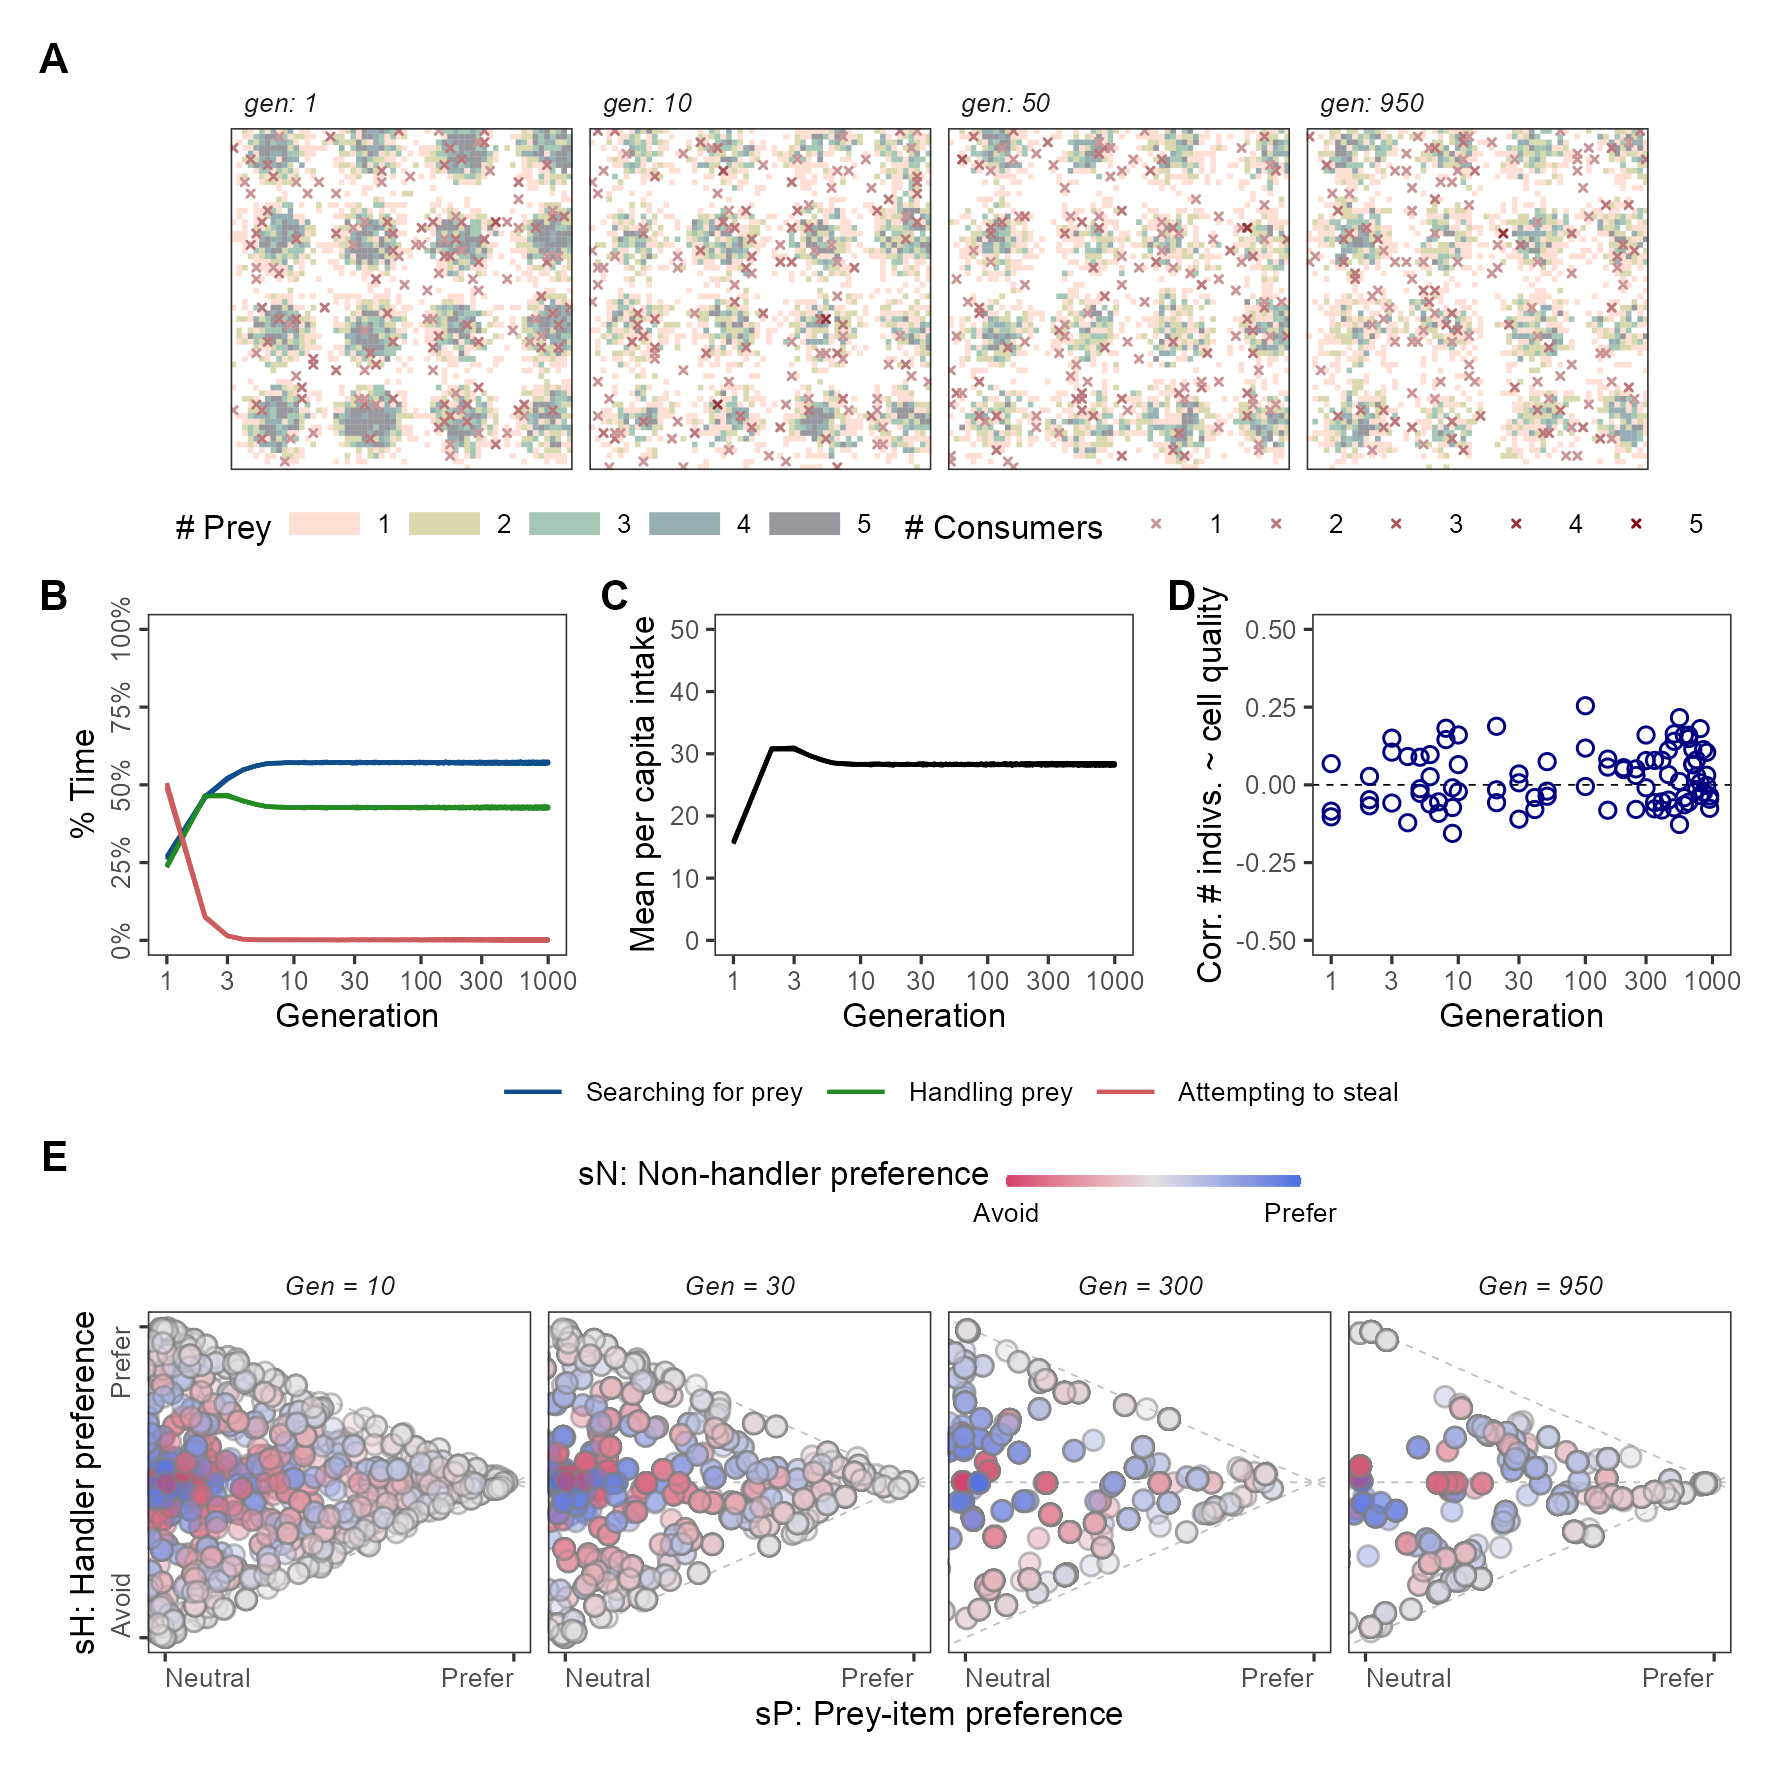 A
gen: 1 gen: 10 gen: 50 gen: 950
# Prey 1 2 3 4 5 # Consumers 1 2 3 4 5
B
% Time
100%
75%
50%
25%
0%
1 3 10 30 100 300 1000
Generation
C
Mean per capita intake
50
40
30
20
10
0
1 3 10 30 100 300 1000
Generation
D
Corr. # indivs. ~ cell quality
0.50
0.25
0.00
-0.25
-0.50
1 3 10 30 100 300 1000
Generation
Searching for prey Handling prey Attempting to steal
E
sN: Non-handler preference
Avoid Prefer
Gen = 10 Gen = 30 Gen = 300 Gen = 950
sH: Handler preference
Prefer
Avoid
Neutral Prefer Neutral Prefer Neutral Prefer Neutral Prefer
sP: Prey-item preference